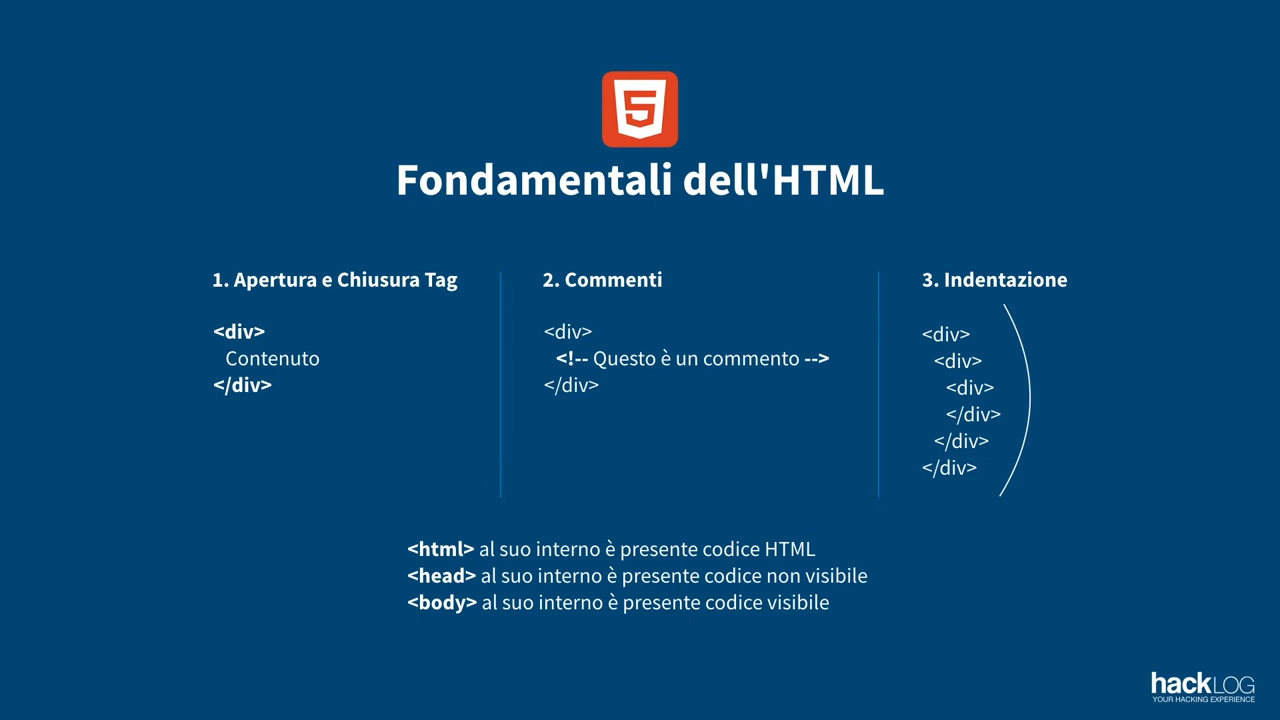 5
Fondamentali dell'HTML
1. Apertura e Chiusura Tag
<div>
Contenuto
</div>
2. Commenti
<div>
<!-- Questo è un commento -->
</div>
3. Indentazione
<div>
<div>
<div>
</div>
</div>
</div>
<html> al suo interno è presente codice HTML
<head> al suo interno è presente codice non visibile
<body> al suo interno è presente codice visibile
hackLOG
YOUR HACKING EXPERIENCE